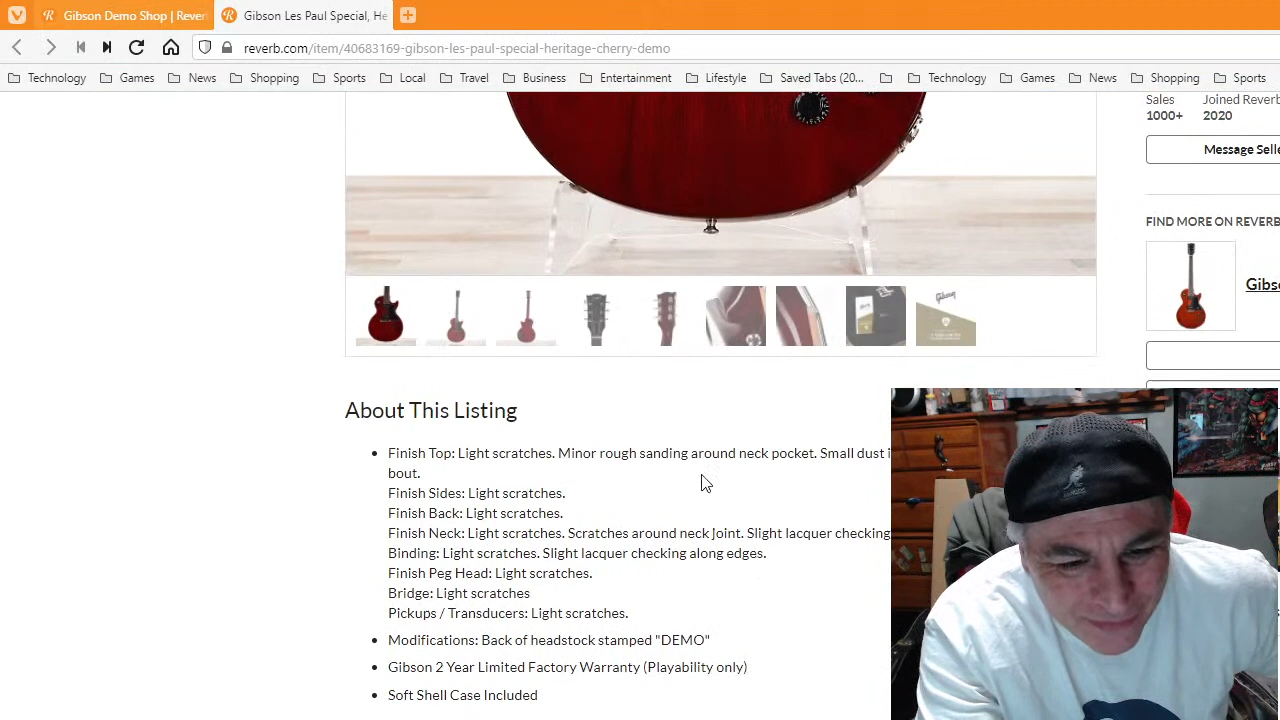 Gibson Demo Shop | Rever
Gibson Les Paul Special, He
reverb.com/item/40683169-gibson-les-paul-special-heritage-cherry-demo
Technology Games News Shopping Sports Local Travel Business Entertainment Lifestyle Saved Tabs (20... Technology Games News Shopping Sports
Sales Joined Reverb
1000+ 2020
Message Selle
FIND MORE ON REVERB
Gibso
About This Listing
Finish Top: Light scratches. Minor rough sanding around neck pocket. Small dust i
bout.
Finish Sides: Light scratches.
Finish Back: Light scratches.
Finish Neck: Light scratches. Scratches around neck joint. Slight lacquer checking
Binding: Light scratches. Slight lacquer checking along edges.
Finish Peg Head: Light scratches.
Bridge: Light scratches
Pickups / Transducers: Light scratches.
Modifications: Back of headstock stamped "DEMO"
Gibson 2 Year Limited Factory Warranty (Playability only)
Soft Shell Case Included